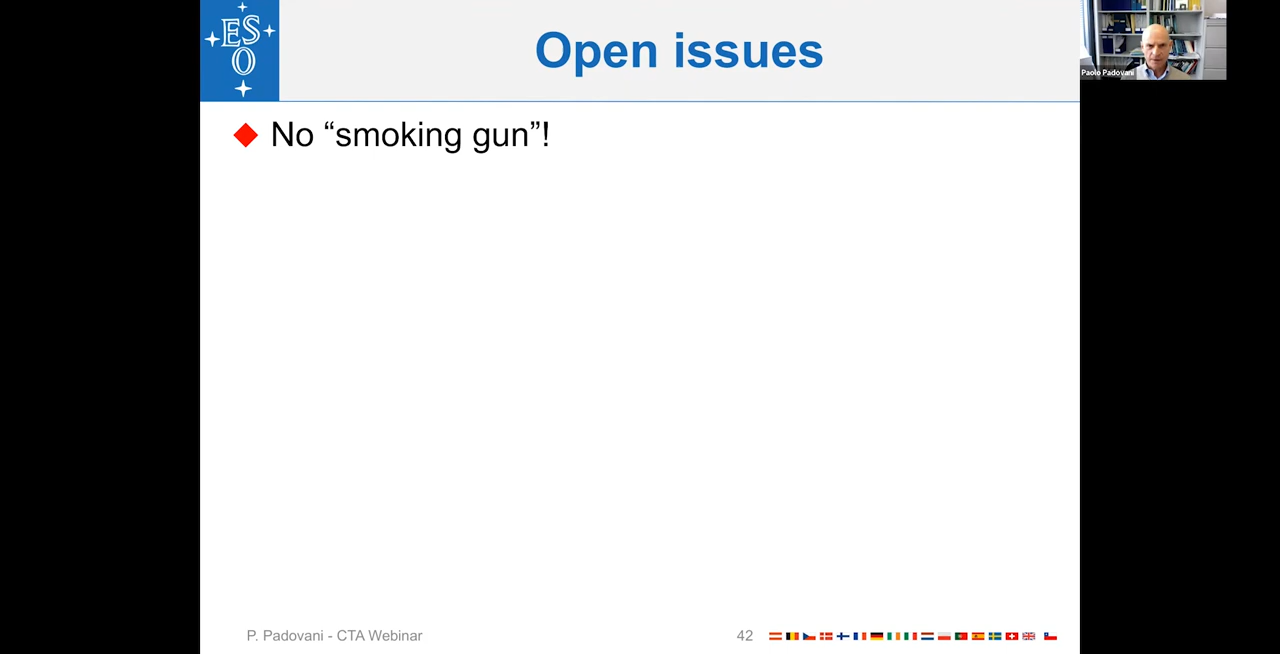 ESO
Open issues
Paolo Padovani
No “smoking gun”!
P. Padovani - CTA Webinar
42